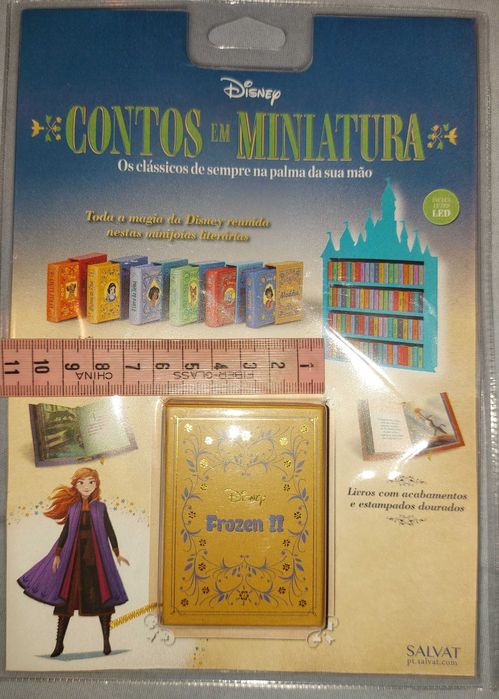 Disney
CONTOS EM MINIATURA
Os clássicos de sempre na palma da sua mão
Toda a magia da Disney reunida
nestas minijoias literárias
LED
11 10 9 8 7 6 5 4 3 2 1
CHINA FIBER-GLASS
Disney
Frozen II
Livros com acabamentos
e estampados dourados
SALVAT
pt.salvat.com